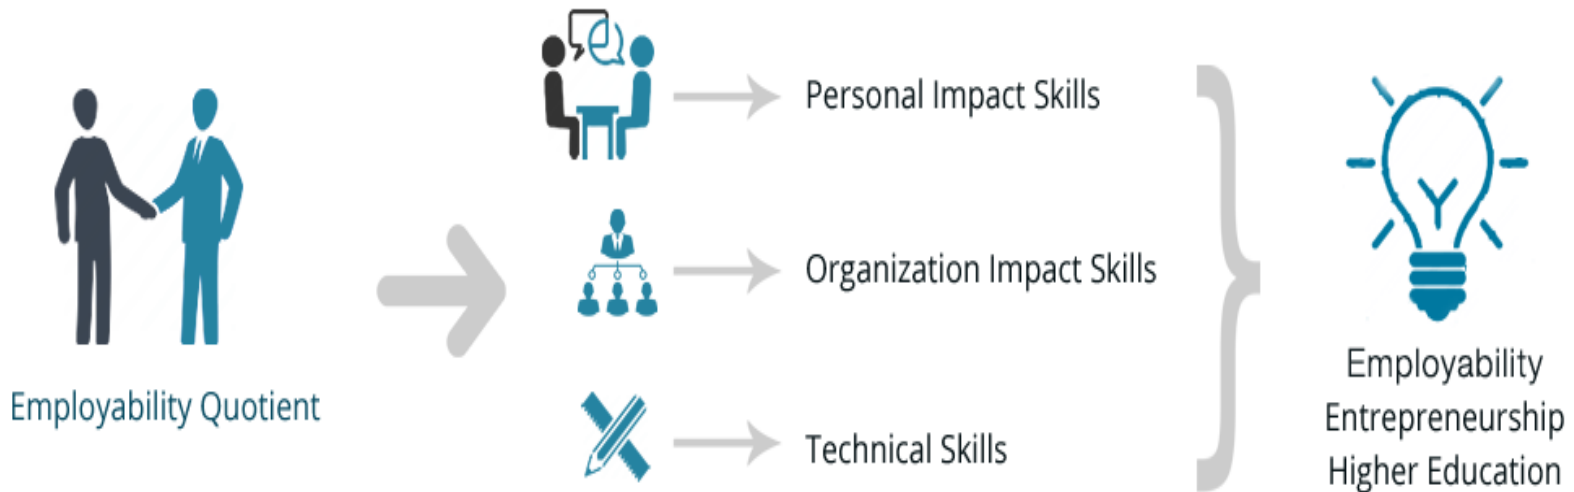 Employability Quotient
Personal Impact Skills
Organization Impact Skills
Technical Skills
Employability
Entrepreneurship
Higher Education